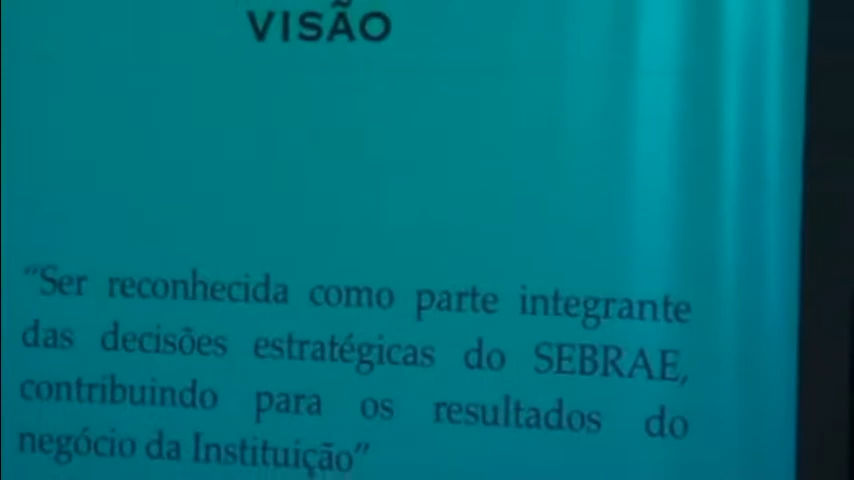 VISÃO
“Ser reconhecida como parte integrante
das decisões estratégicas do SEBRAE,
contribuindo para os resultados do
negócio da Instituição”